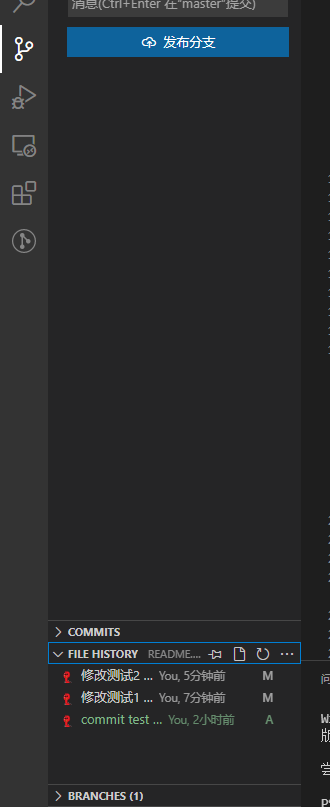 消息(Ctrl+Enter 在"master"提交)
发布分支
COMMITS
FILE HISTORY README....
修改测试2 ... You, 5分钟前 M
修改测试1 ... You, 7分钟前 M
commit test ... You, 2小时前 A
BRANCHES (1)
版